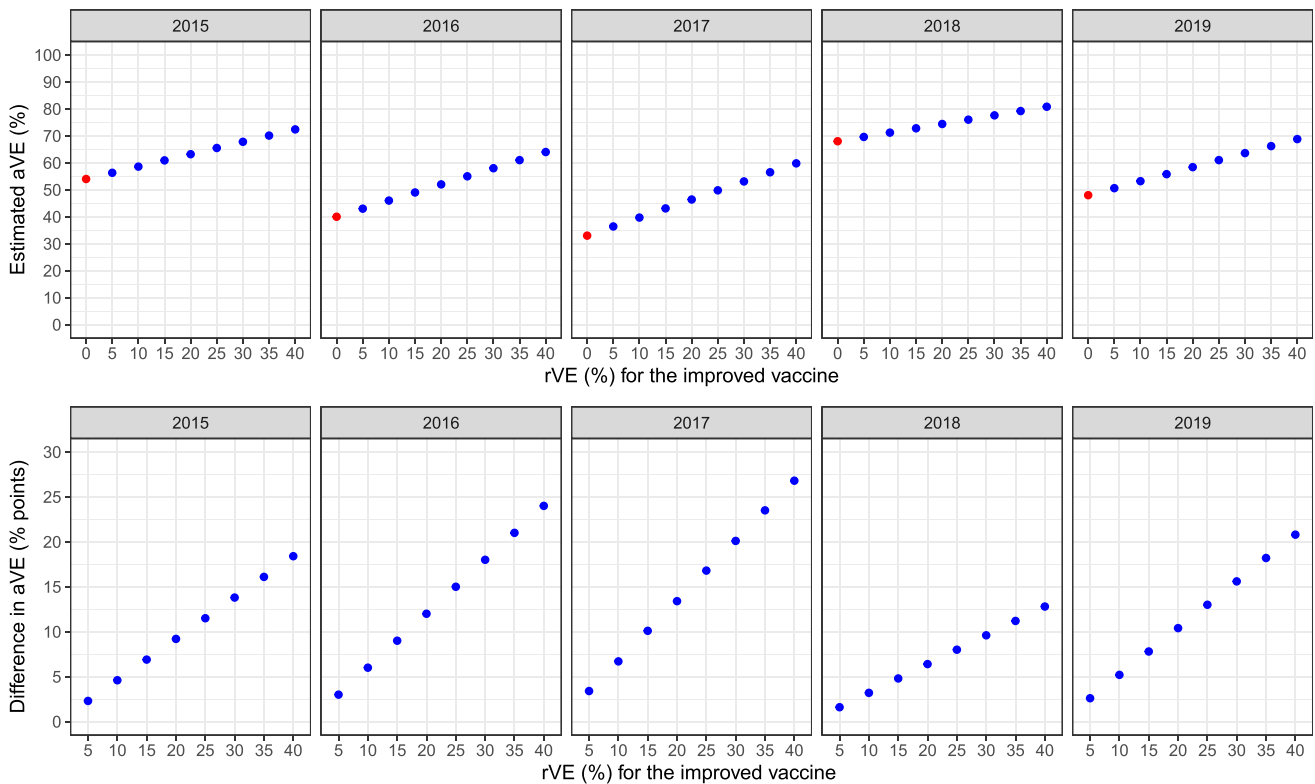 2015 2016 2017 2018 2019
Estimated aVE (%)
100
90
80
70
60
50
40
30
20
10
0
0 5 10 15 20 25 30 35 40 0 5 10 15 20 25 30 35 40 0 5 10 15 20 25 30 35 40 0 5 10 15 20 25 30 35 40 0 5 10 15 20 25 30 35 40
rVE (%) for the improved vaccine
2015 2016 2017 2018 2019
Difference in aVE (% points)
30
25
20
15
10
5
0
5 10 15 20 25 30 35 40 5 10 15 20 25 30 35 40 5 10 15 20 25 30 35 40 5 10 15 20 25 30 35 40 5 10 15 20 25 30 35 40
rVE (%) for the improved vaccine